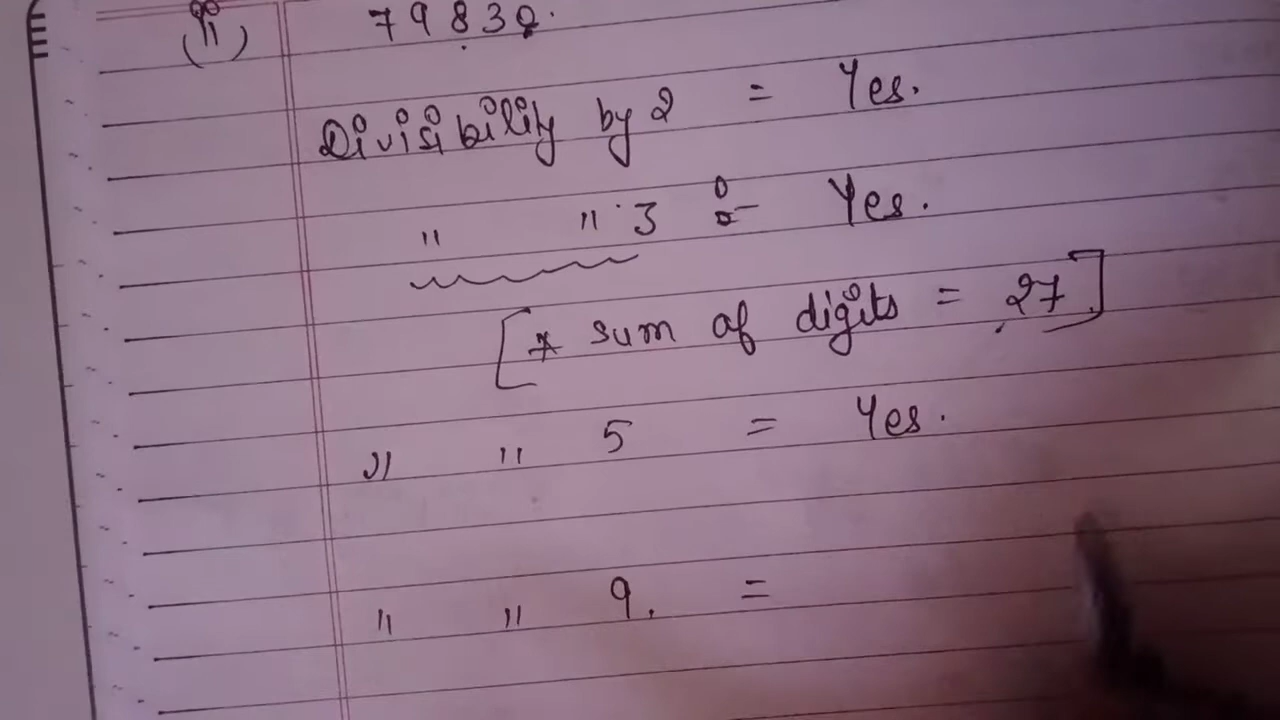 (ii) 79830.
Divisibility by 2 = Yes.
" " 3 = Yes.
[* sum of digits = 27]
" " 5 = Yes.
" " 9. =